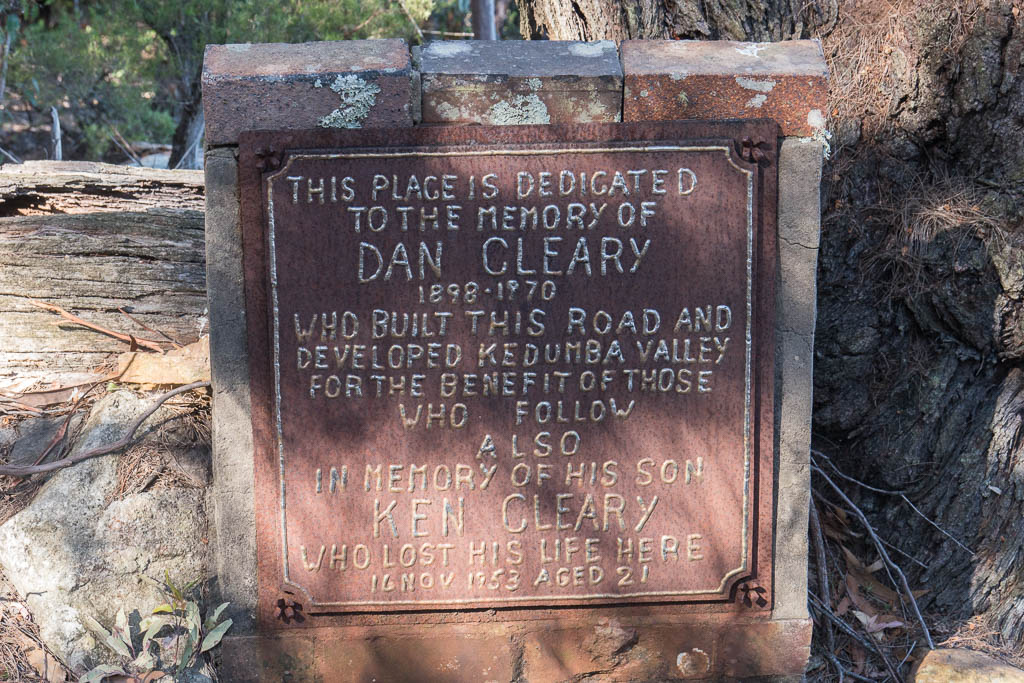 THIS PLACE IS DEDICATED
TO THE MEMORY OF
DAN CLEARY
1898-1970
WHO BUILT THIS ROAD AND
DEVELOPED KEDUMBA VALLEY
FOR THE BENEFIT OF THOSE
WHO FOLLOW
ALSO
IN MEMORY OF HIS SON
KEN CLEARY
WHO LOST HIS LIFE HERE
16 NOV 1953 AGED 21